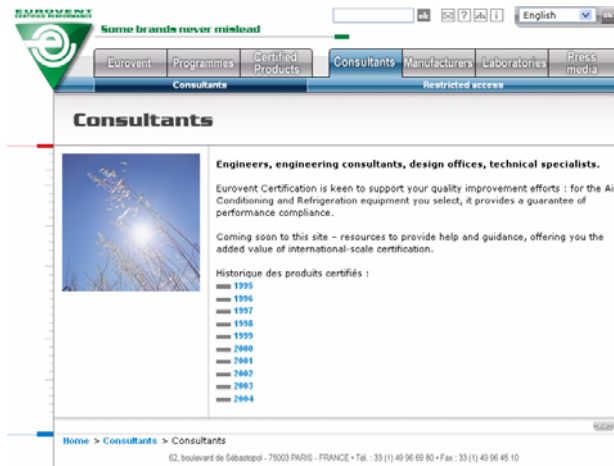 EUROVENT
CERTIFIED PERFORMANCE
Some brands never mislead
ok
? i
English
ok
Eurovent
Programmes
Certified Products
Consultants
Manufacturers
Laboratories
Press media
Consultants
Restricted access
Consultants
Engineers, engineering consultants, design offices, technical specialists.
Eurovent Certification is keen to support your quality improvement efforts : for the Ai
Conditioning and Refrigeration equipment you select, it provides a guarantee of
performance compliance.
Coming soon to this site – resources to provide help and guidance, offering you the
added value of international-scale certification.
Historique des produits certifiés :
1995
1996
1997
1998
1999
2000
2001
2002
2003
2004
Home > Consultants > Consultants
62, boulevard de Sébastopol - 75003 PARIS - FRANCE • Tél. : 33 (1) 49 96 69 80 • Fax : 33 (1) 49 96 45 10